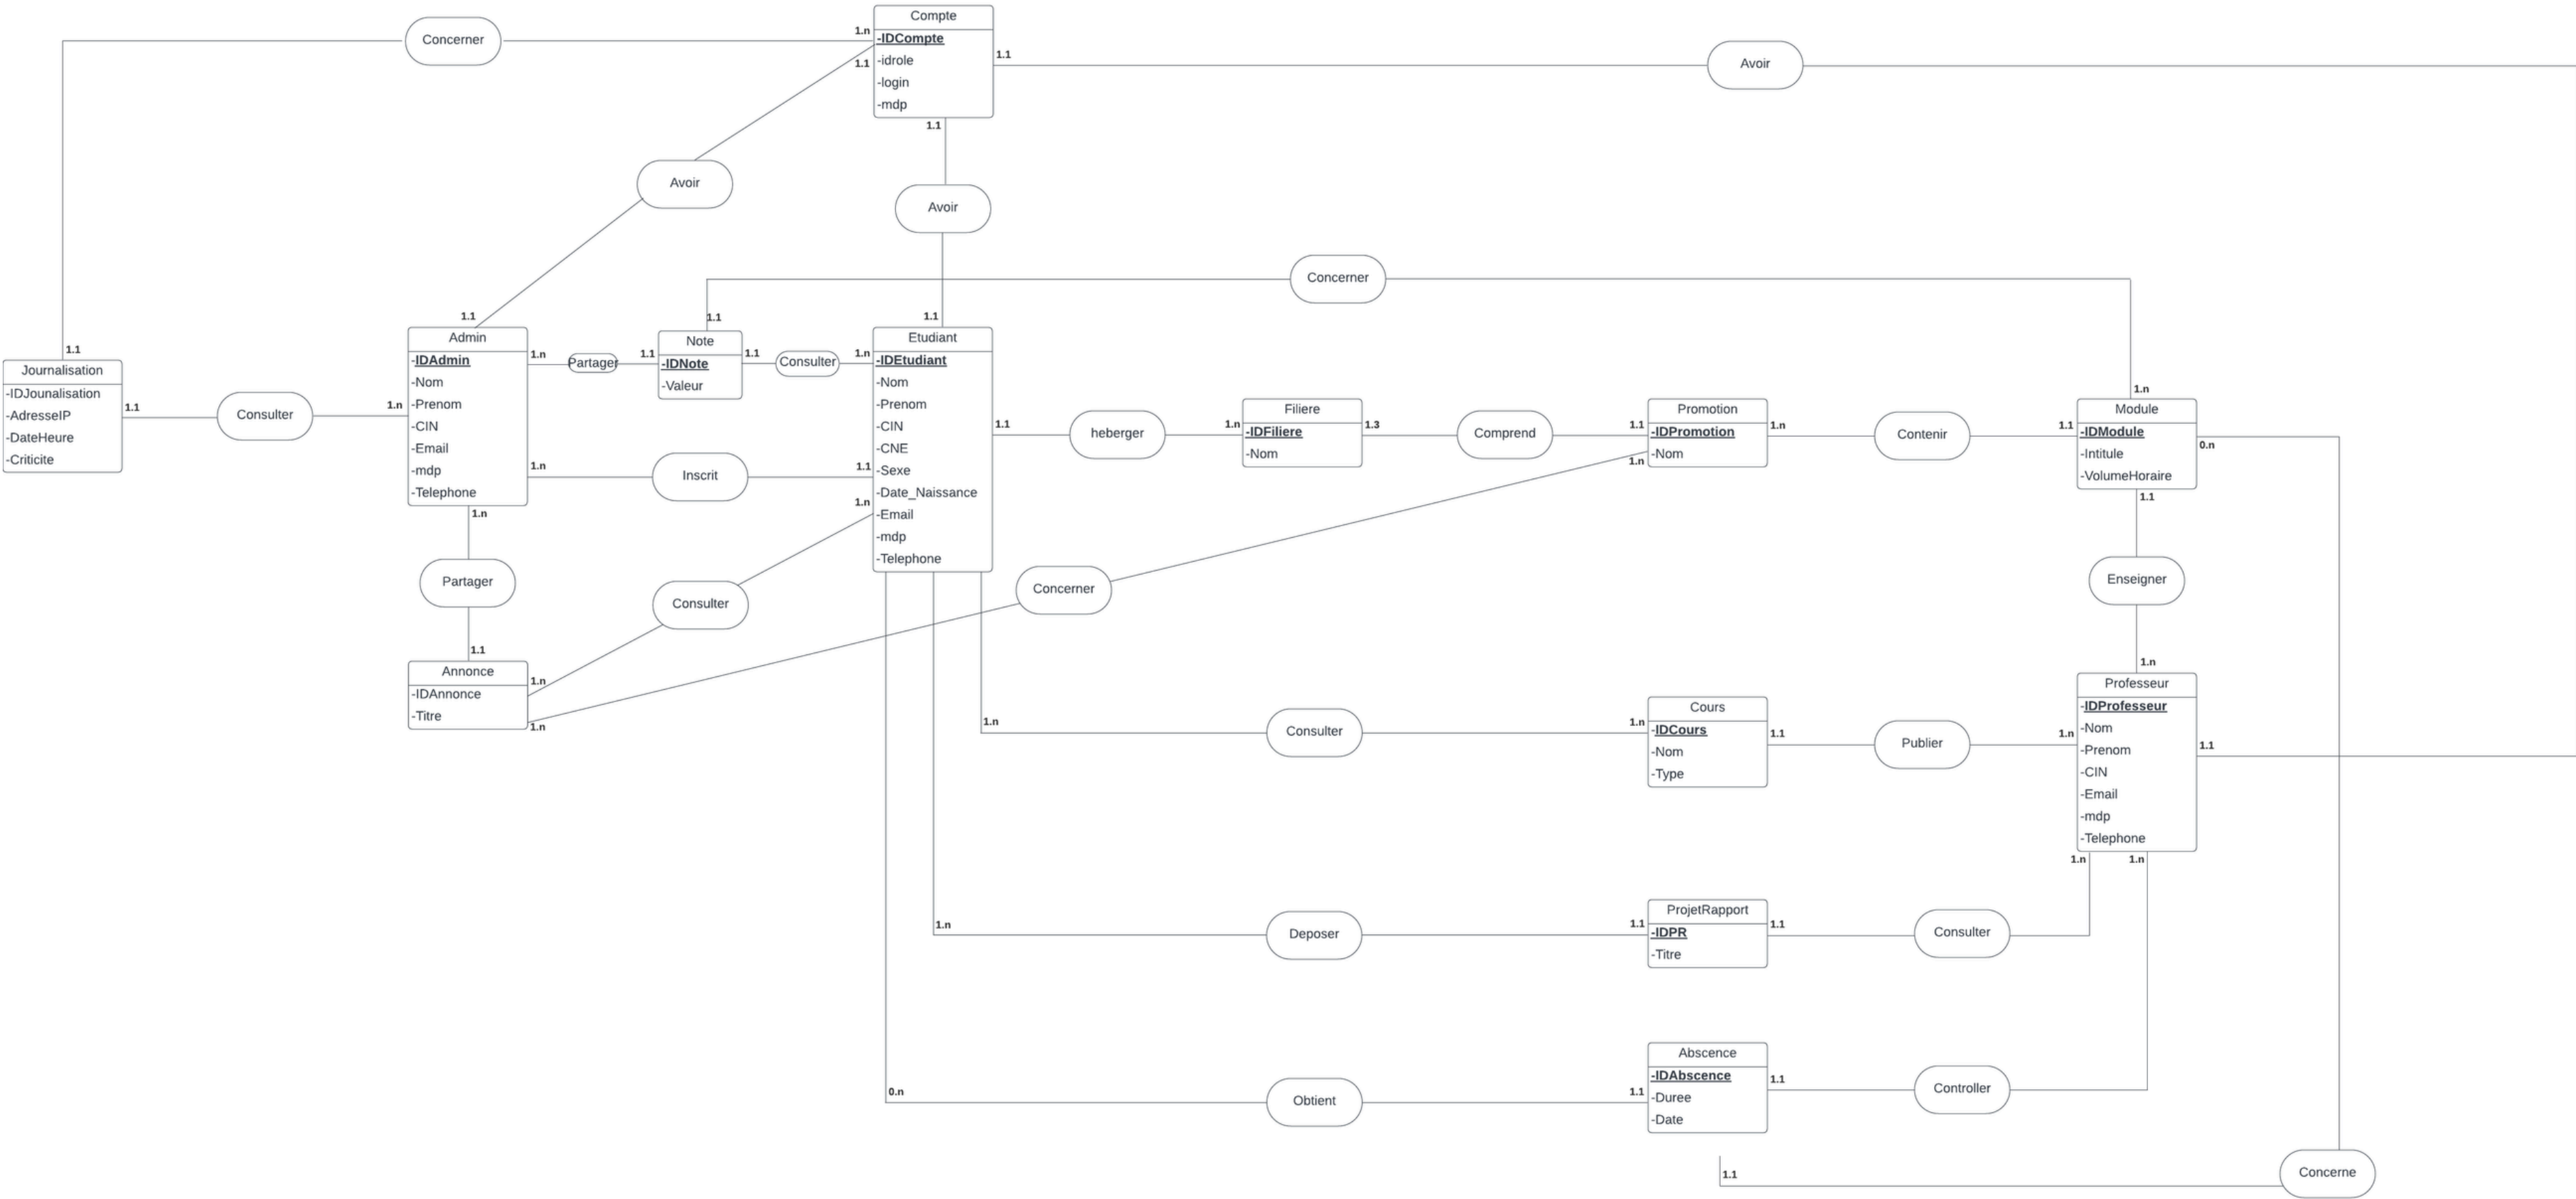 Compte
-IDCompte
-idrole
-login
-mdp
Concerner
1.n
1.1
1.1
1.1
Avoir
Avoir
Avoir
Concerner
1.1
1.1
1.1
1.n
1.1
Journalisation
-IDJounalisation
-AdresseIP
-DateHeure
-Criticite
1.1
Consulter
1.n
Admin
-IDAdmin
-Nom
-Prenom
-CIN
-Email
-mdp
-Telephone
1.n
Partager
1.1
Note
-IDNote
-Valeur
1.1
Consulter
1.n
Etudiant
-IDEtudiant
-Nom
-Prenom
-CIN
-CNE
-Sexe
-Date_Naissance
-Email
-mdp
-Telephone
1.n
Inscrit
1.1
1.1
heberger
1.n
Filiere
-IDFiliere
-Nom
1.3
Comprend
1.1
Promotion
-IDPromotion
-Nom
1.n
1.n
Contenir
1.1
Module
-IDModule
-Intitule
-VolumeHoraire
0.n
1.1
Enseigner
1.n
1.n
Partager
1.1
1.n
Consulter
1.n
Concerner
1.n
Annonce
-IDAnnonce
-Titre
1.n
Consulter
1.n
Cours
-IDCours
-Nom
-Type
1.1
Publier
1.n
Professeur
-IDProfesseur
-Nom
-Prenom
-CIN
-Email
-mdp
-Telephone
1.1
1.n
1.n
1.n
Deposer
1.1
ProjetRapport
-IDPR
-Titre
1.1
Consulter
0.n
Obtient
1.1
Abscence
-IDAbscence
-Duree
-Date
1.1
Controller
1.1
Concerne